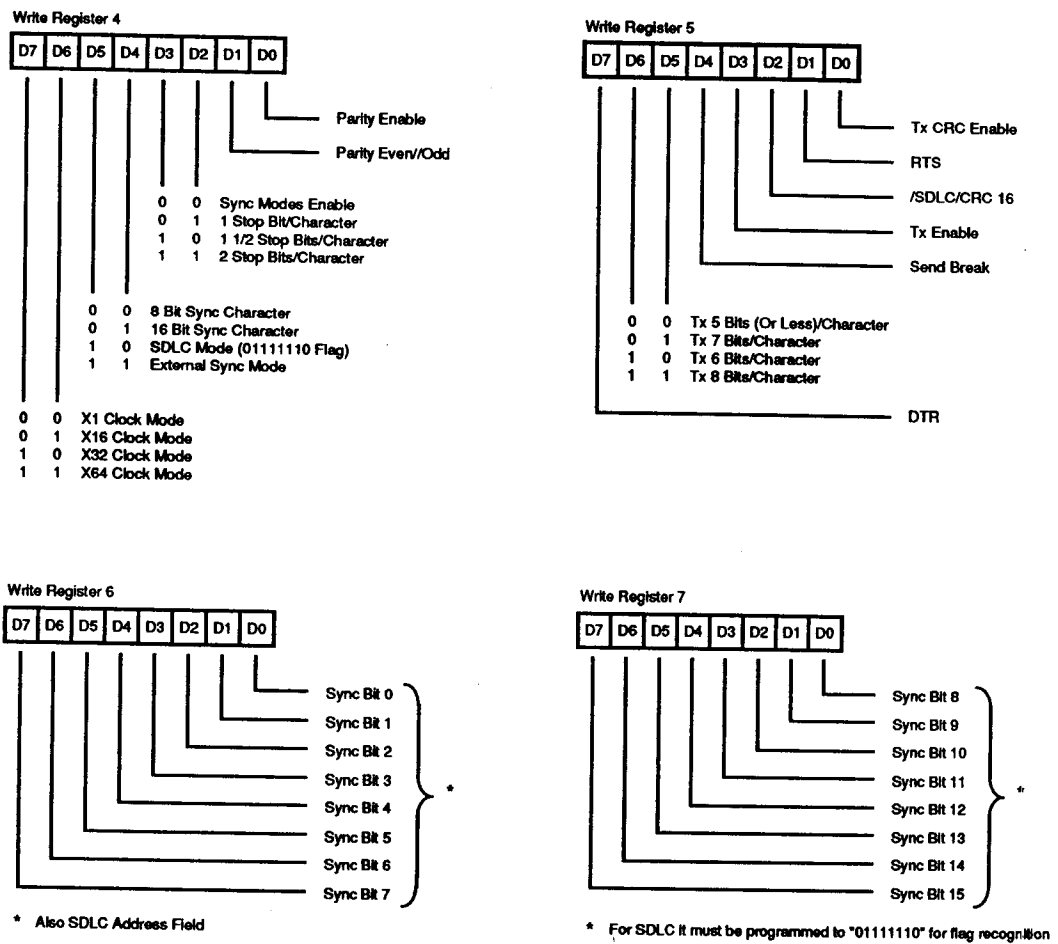 Write Register 4
D7 D6 D5 D4 D3 D2 D1 D0
Parity Enable
Parity Even//Odd
0 0 Sync Modes Enable
0 1 1 Stop Bit/Character
1 0 1 1/2 Stop Bits/Character
1 1 2 Stop Bits/Character
0 0 8 Bit Sync Character
0 1 16 Bit Sync Character
1 0 SDLC Mode (01111110 Flag)
1 1 External Sync Mode
0 0 X1 Clock Mode
0 1 X16 Clock Mode
1 0 X32 Clock Mode
1 1 X64 Clock Mode
Write Register 5
D7 D6 D5 D4 D3 D2 D1 D0
Tx CRC Enable
RTS
/SDLC/CRC 16
Tx Enable
Send Break
0 0 Tx 5 Bits (Or Less)/Character
0 1 Tx 7 Bits/Character
1 0 Tx 6 Bits/Character
1 1 Tx 8 Bits/Character
DTR
Write Register 6
D7 D6 D5 D4 D3 D2 D1 D0
Sync Bit 0
Sync Bit 1
Sync Bit 2
Sync Bit 3
Sync Bit 4
Sync Bit 5
Sync Bit 6
Sync Bit 7
*
* Also SDLC Address Field
Write Register 7
D7 D6 D5 D4 D3 D2 D1 D0
Sync Bit 8
Sync Bit 9
Sync Bit 10
Sync Bit 11
Sync Bit 12
Sync Bit 13
Sync Bit 14
Sync Bit 15
*
* For SDLC it must be programmed to "01111110" for flag recognition